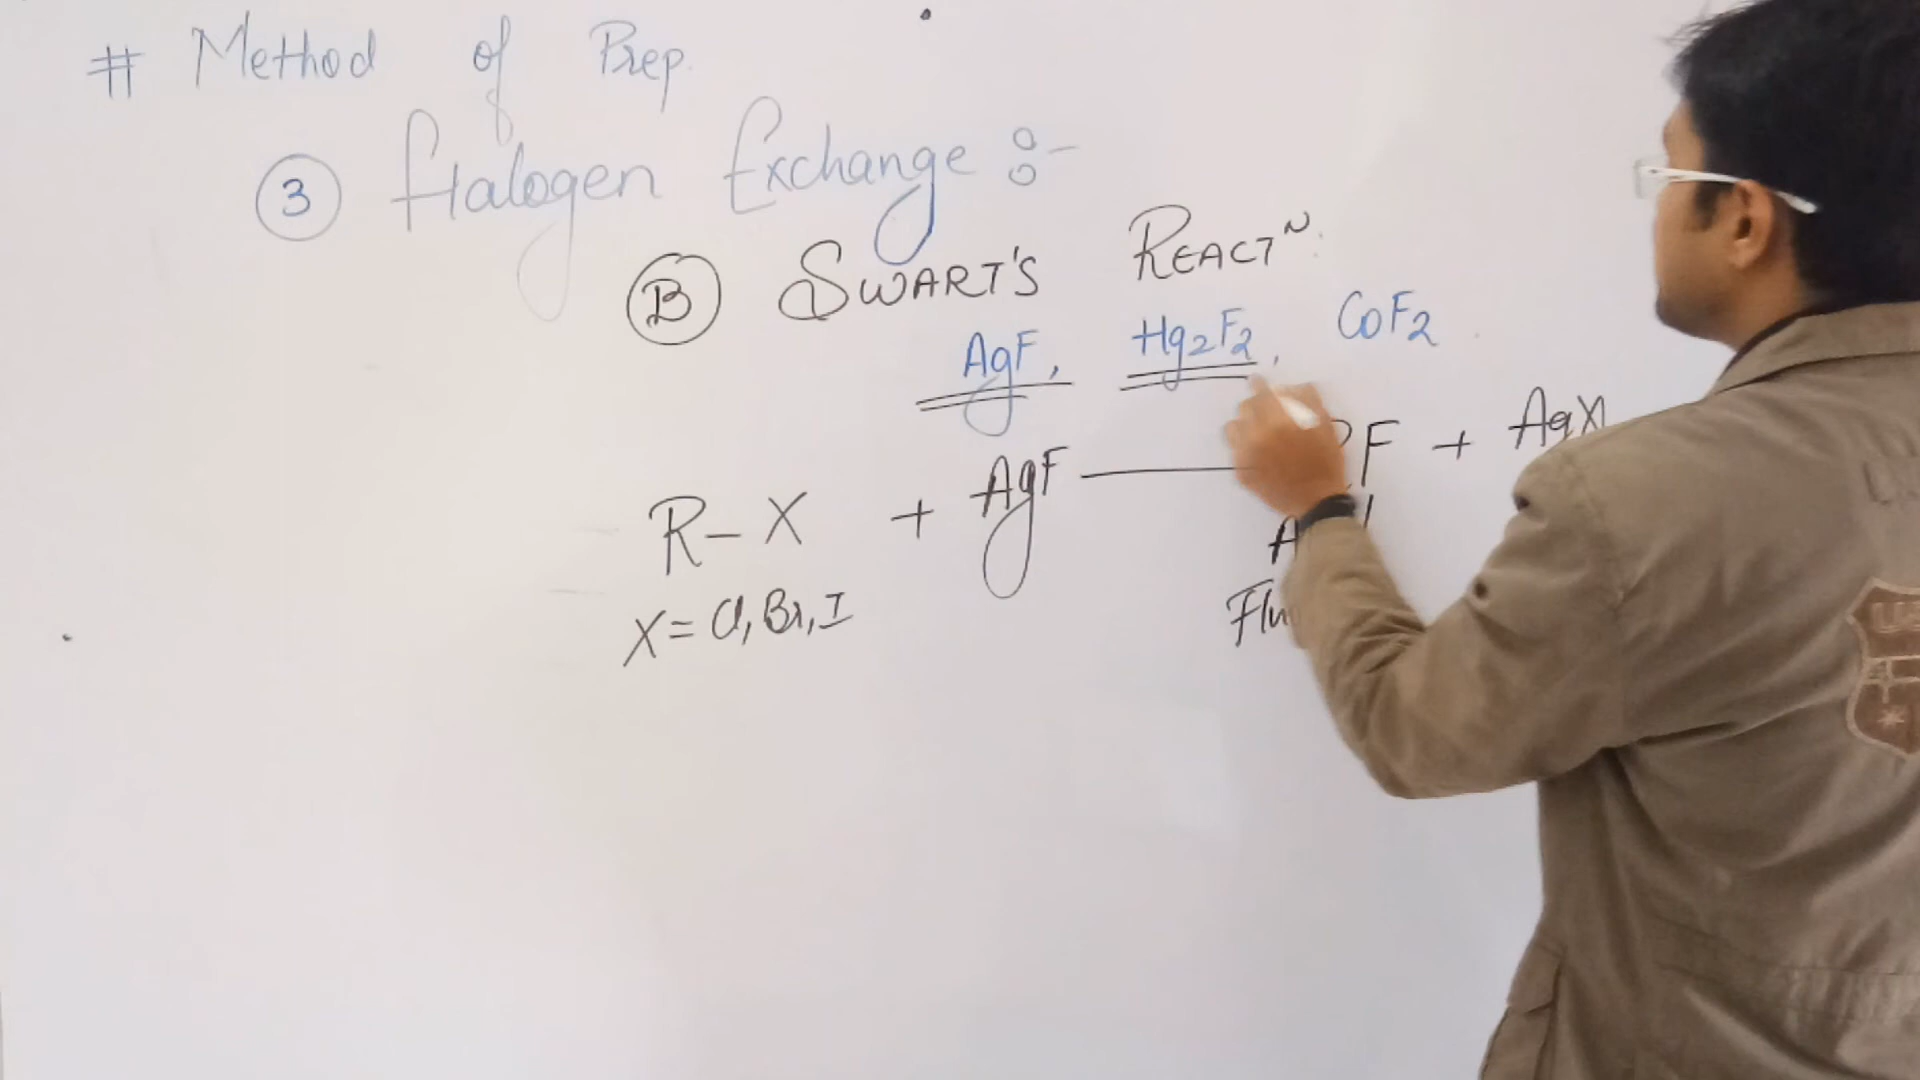 # Method of Prep.
3 Halogen Exchange :-
B SWART'S REACTN.
AgF, Hg2F2, CoF2
R-X + AgF F + AgX
X = Cl, Br, I